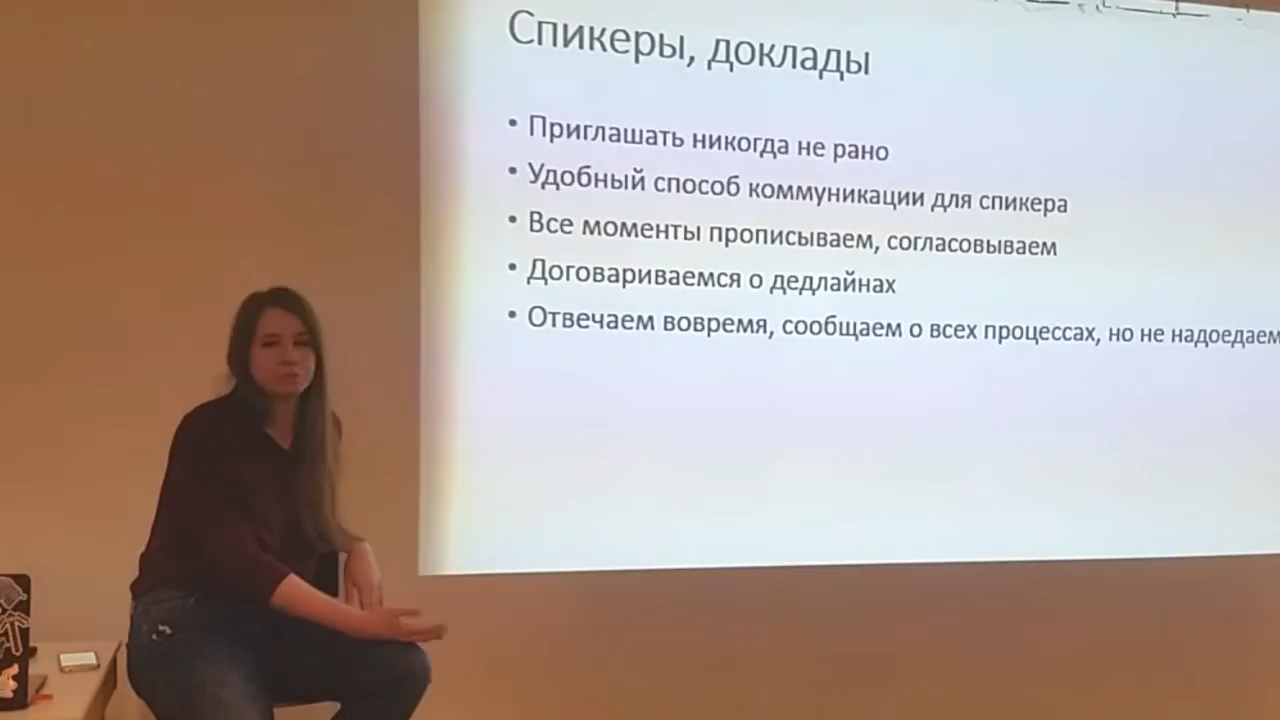 Спикеры, доклады
• Приглашать никогда не рано
• Удобный способ коммуникации для спикера
• Все моменты прописываем, согласовываем
• Договариваемся о дедлайнах
• Отвечаем вовремя, сообщаем о всех процессах, но не надоедаем